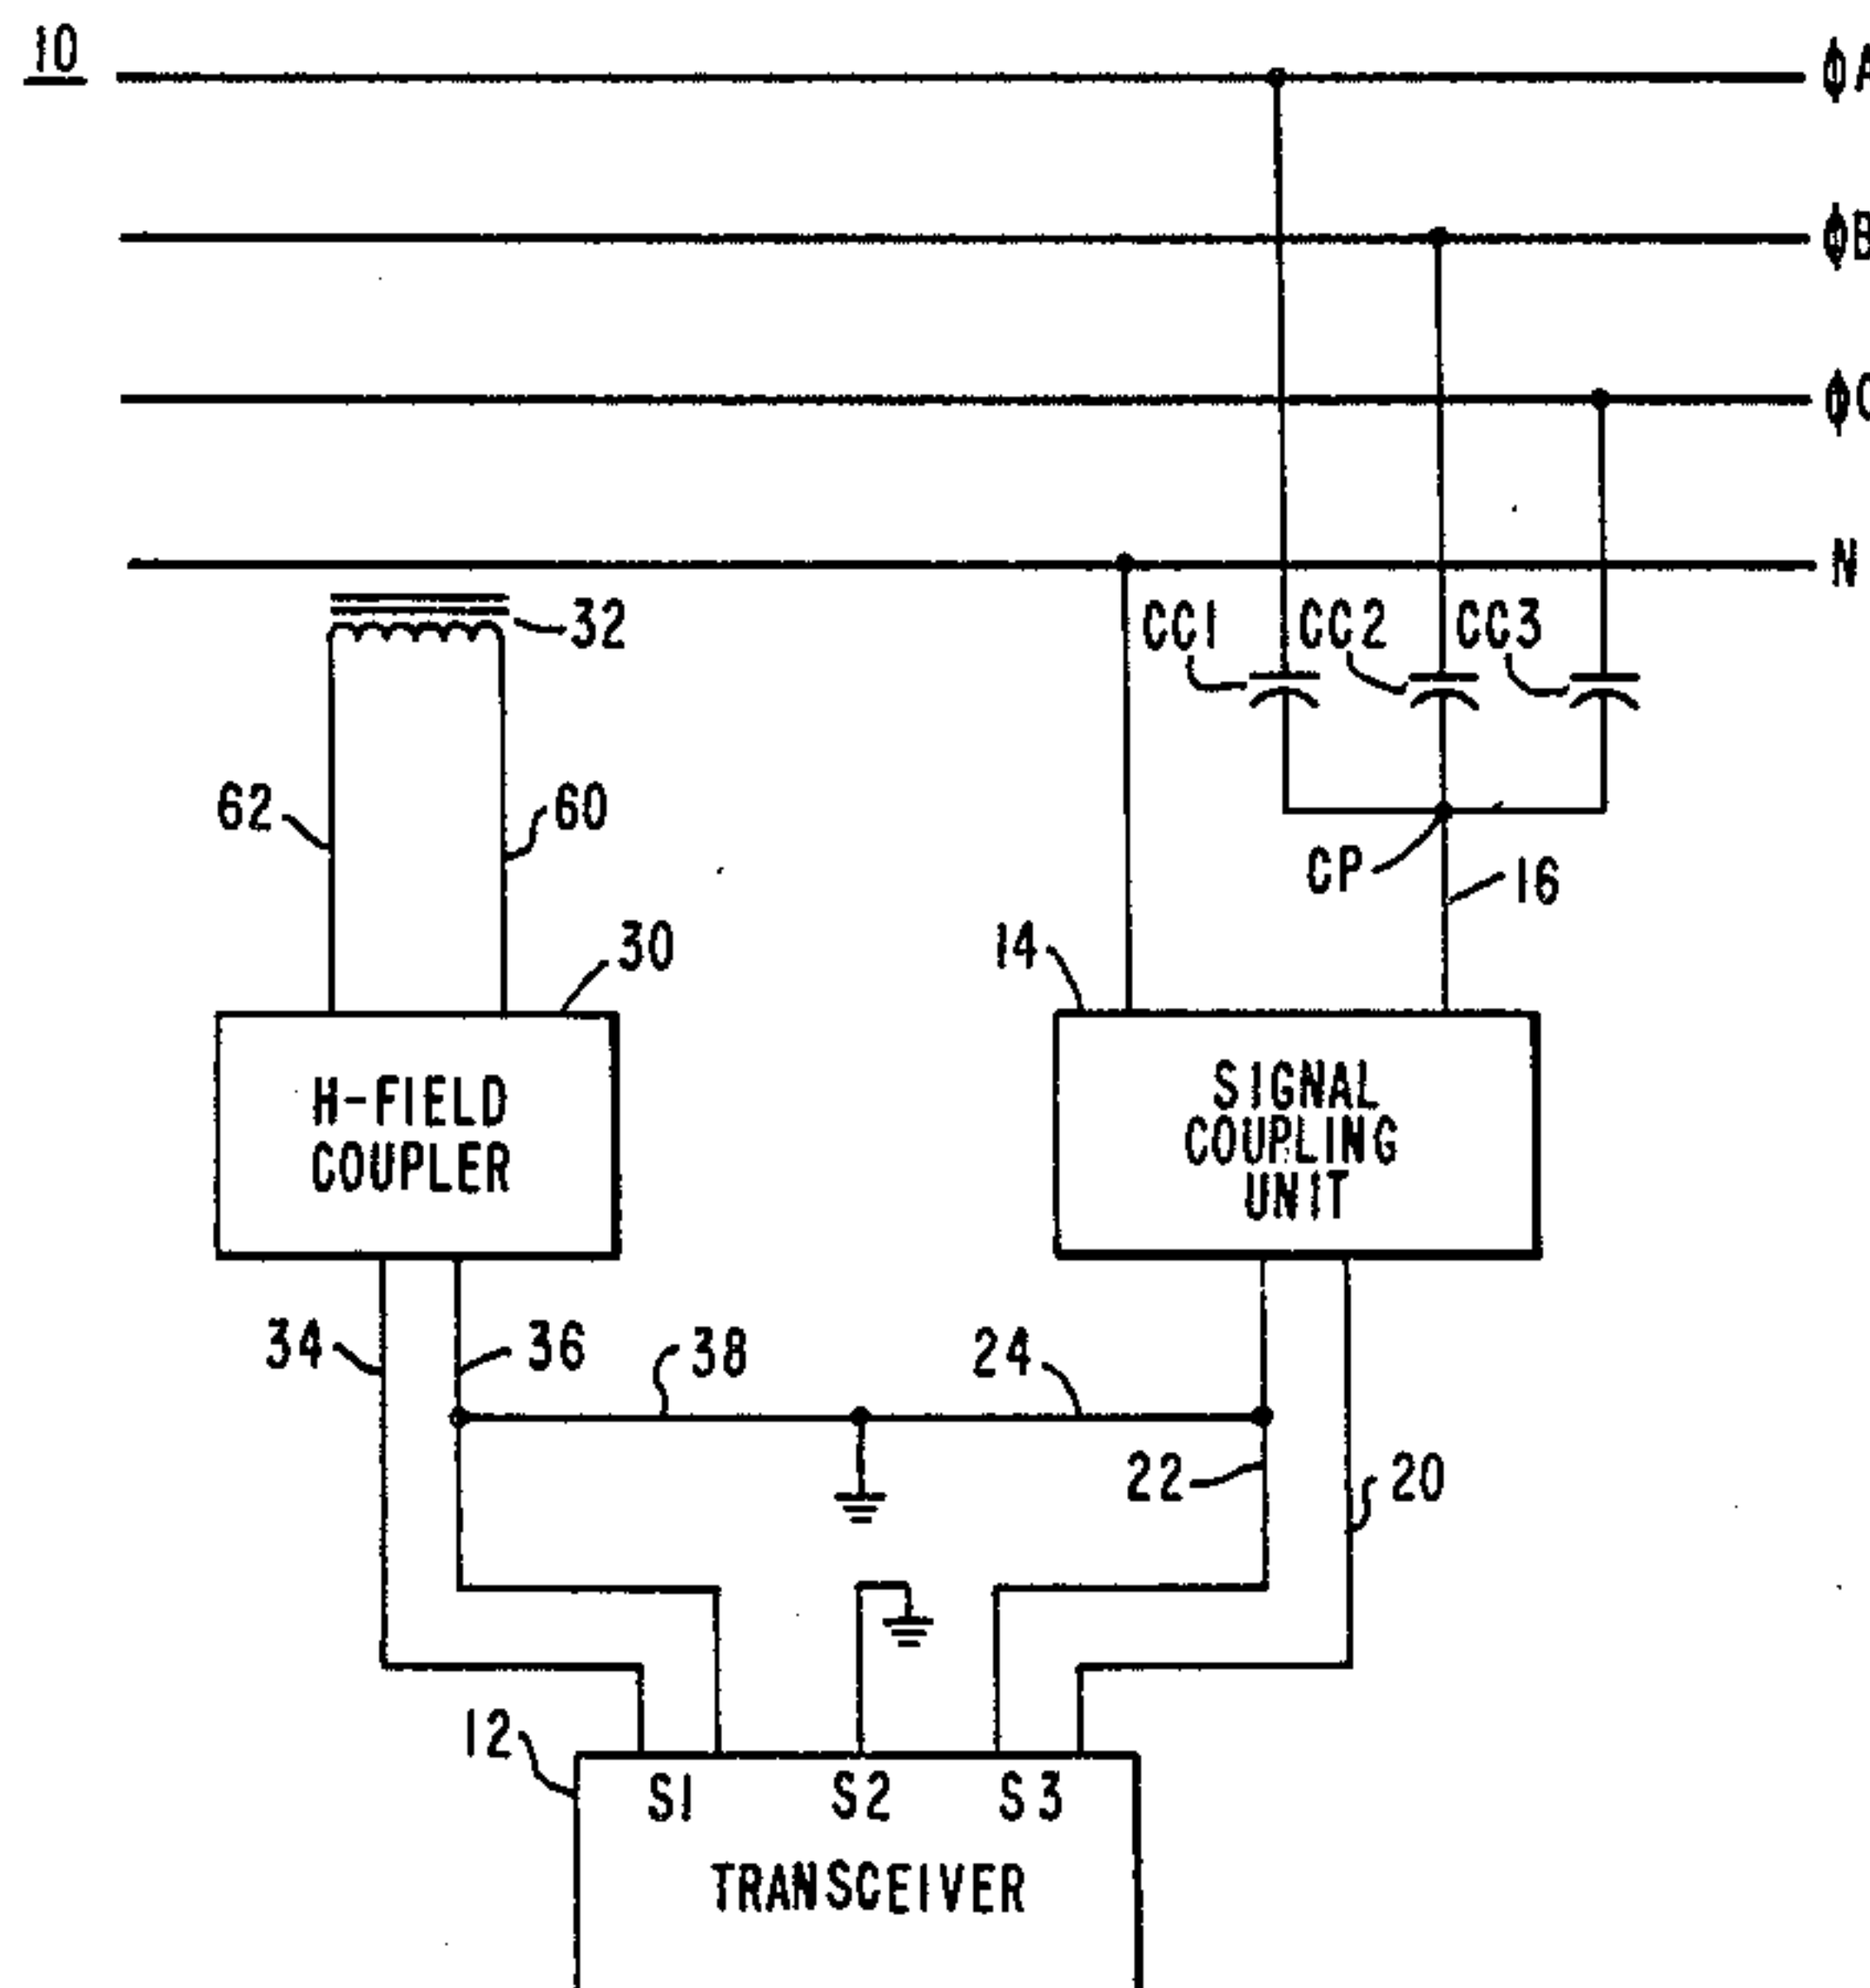 10
ϕA
ϕB
ϕC
N
32
CC1 CC2 CC3
62 60
CP 16
30 14
H-FIELD
COUPLER
SIGNAL
COUPLING
UNIT
34 36 38 24
22 20
12
S1 S2 S3
TRANSCEIVER